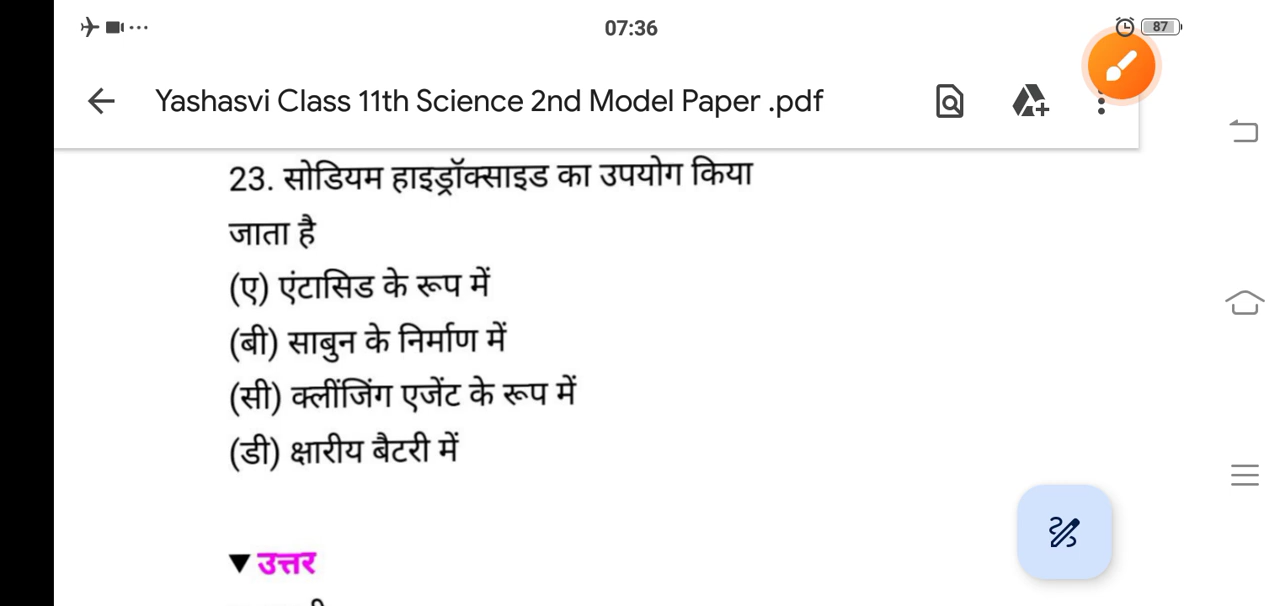 07:36
87
Yashasvi Class 11th Science 2nd Model Paper .pdf
23. सोडियम हाइड्रॉक्साइड का उपयोग किया
जाता है
(ए) एंटासिड के रूप में
(बी) साबुन के निर्माण में
(सी) क्लींजिंग एजेंट के रूप में
(डी) क्षारीय बैटरी में
▼ उत्तर